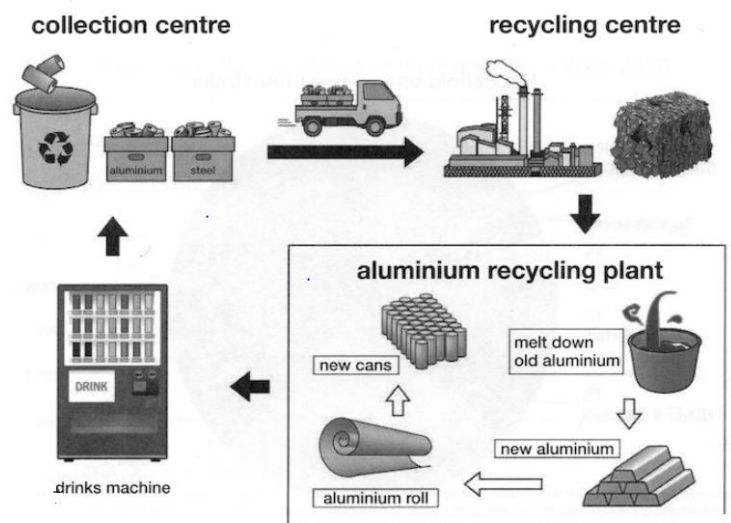 collection centre
recycling centre
aluminium
steel
aluminium recycling plant
new cans
melt down
old aluminium
DRINK
new aluminium
aluminium roll
drinks machine